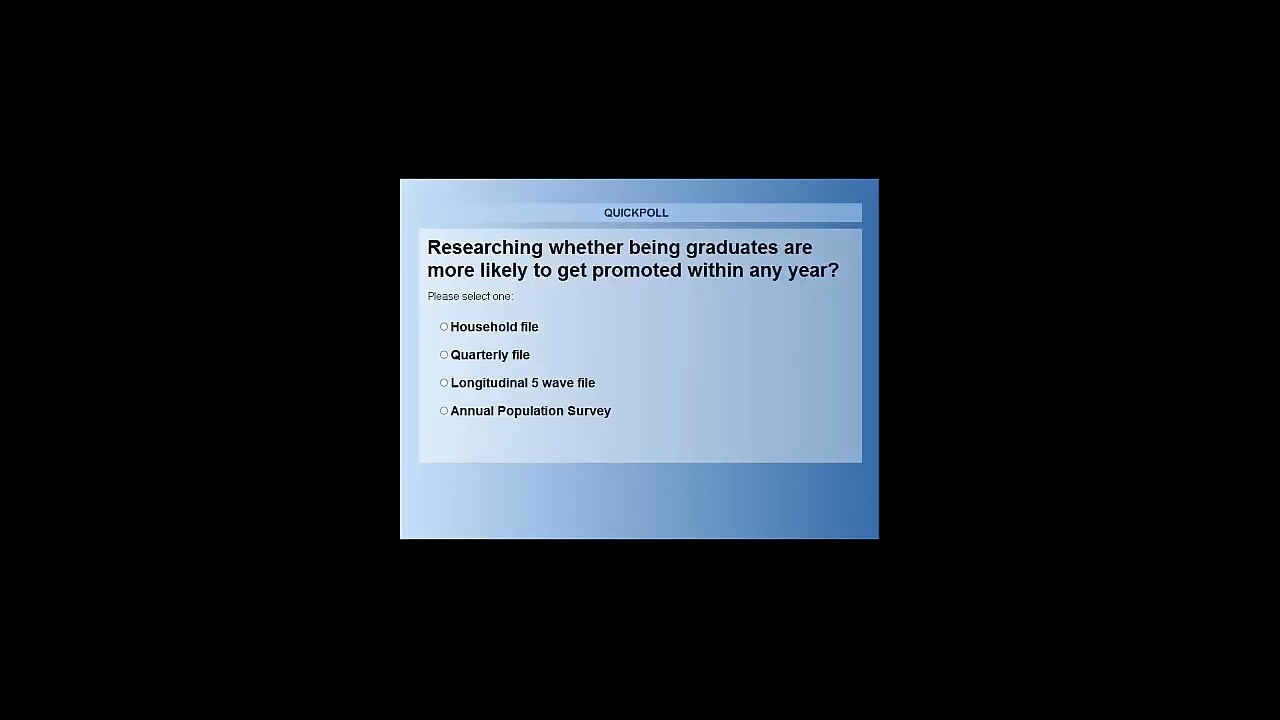 QUICKPOLL
Researching whether being graduates are
more likely to get promoted within any year?
Please select one:
Household file
Quarterly file
Longitudinal 5 wave file
Annual Population Survey